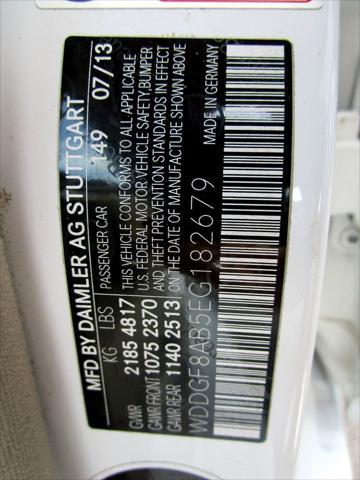 MFD BY DAIMLER AG STUTTGART
149 07/13
PASSENGER CAR
THIS VEHICLE CONFORMS TO ALL APPLICABLE
U.S. FEDERAL MOTOR VEHICLE SAFETY, BUMPER
AND THEFT PREVENTION STANDARDS IN EFFECT
ON THE DATE OF MANUFACTURE SHOWN ABOVE
KG LBS
GVWR 2185 4817
GAWR FRONT 1075 2370
GAWR REAR 1140 2513
MADE IN GERMANY
WDDGF8AB5EG182679